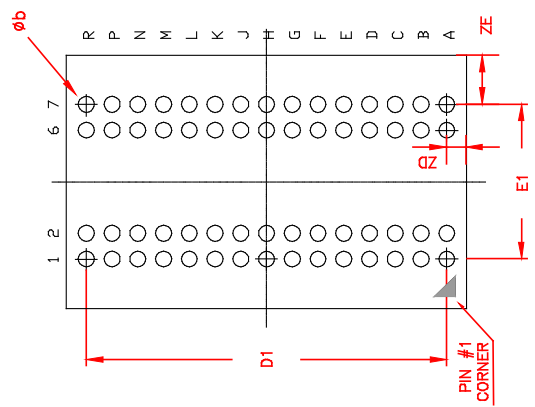 Øb
R P N M L K J H G F E D C B A
ZE
7
6
ZD
E1
2
1
D1
PIN #1
CORNER